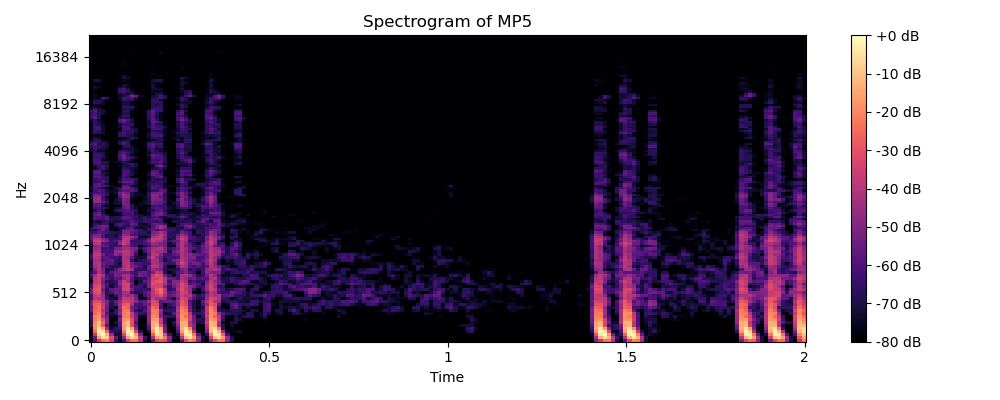 Spectrogram of MP5
16384
8192
4096
2048
1024
512
0
Hz
0
0.5
1
1.5
2
Time
+0 dB
-10 dB
-20 dB
-30 dB
-40 dB
-50 dB
-60 dB
-70 dB
-80 dB